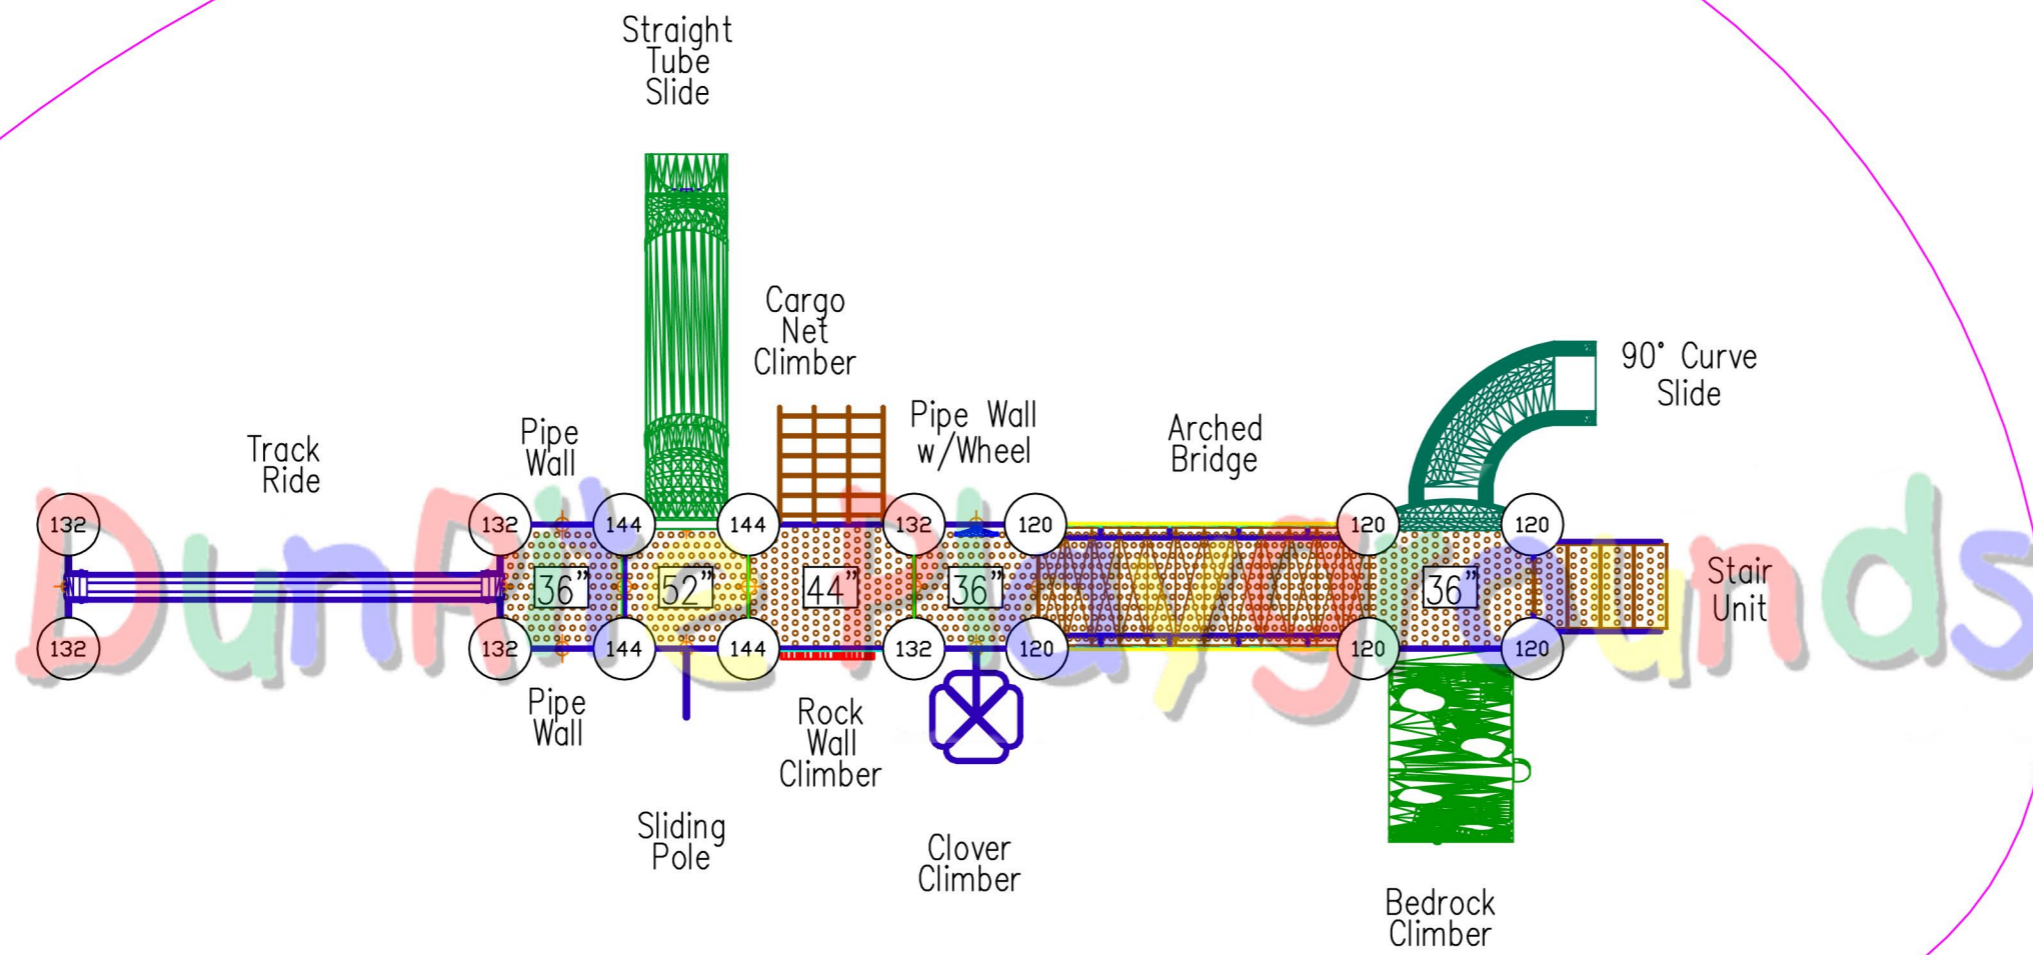 Straight
Tube
Slide
Cargo
Net
Climber
90° Curve
Slide
Track
Ride
Pipe
Wall
Pipe Wall
w/Wheel
Arched
Bridge
132 132 144 144 132 120 120 120
36" 52" 44" 36" 36"
Stair
Unit
132 132 144 144 132 120 120 120
DunRite Playgrounds
Pipe
Wall
Rock
Wall
Climber
Sliding
Pole
Clover
Climber
Bedrock
Climber